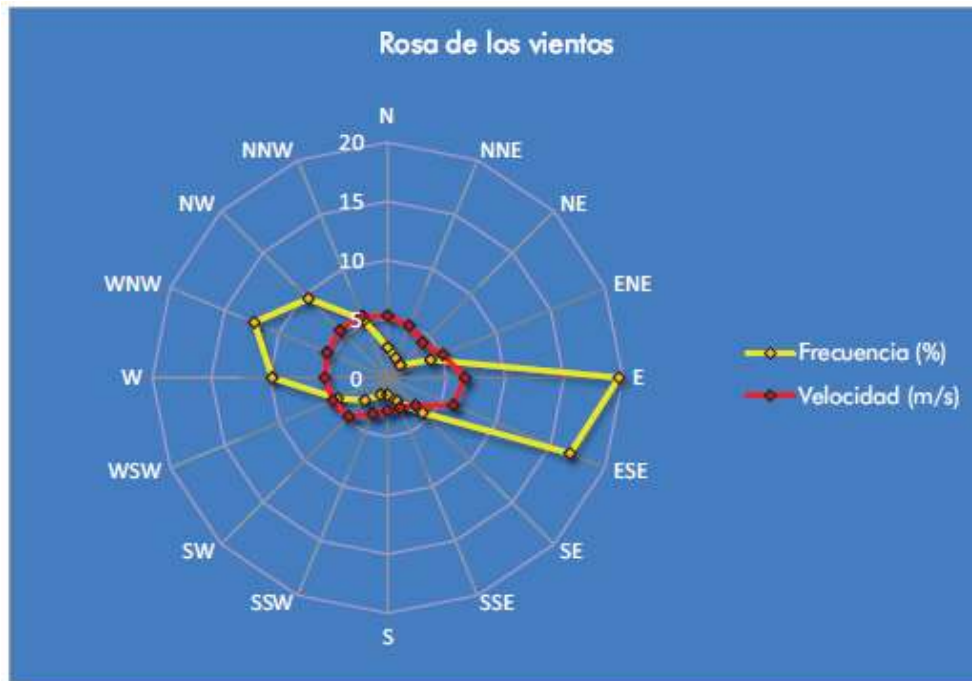 Rosa de los vientos
N
NNW
20
NNE
NW
15
NE
WNW
10
ENE
5
Frecuencia (%)
W
0
E
Velocidad (m/s)
WSW
ESE
SW
SE
SSW
SSE
S